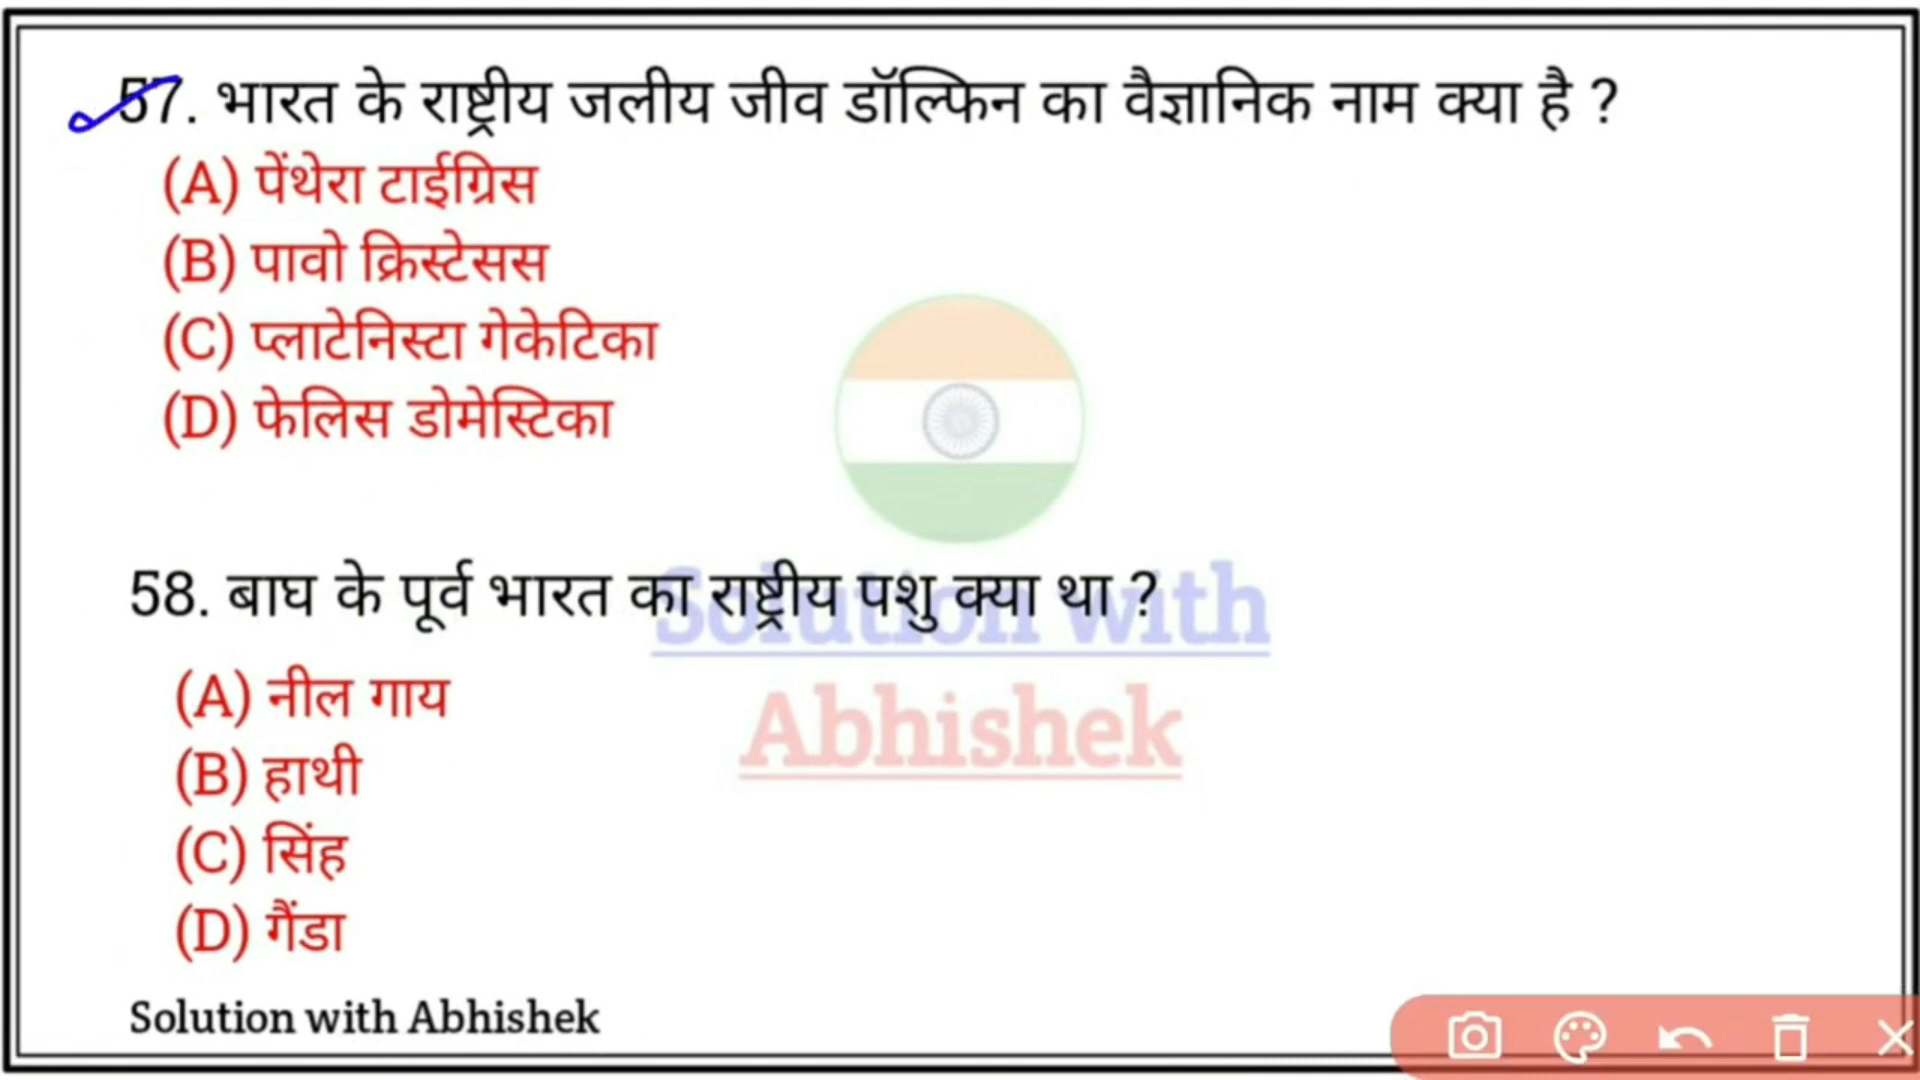 57. भारत के राष्ट्रीय जलीय जीव डॉल्फिन का वैज्ञानिक नाम क्या है ?
(A) पेंथेरा टाईग्रिस
(B) पावो क्रिस्टेसस
(C) प्लाटेनिस्टा गेकेटिका
(D) फेलिस डोमेस्टिका
58. बाघ के पूर्व भारत का राष्ट्रीय पशु क्या था ?
Solution with
Abhishek
(A) नील गाय
(B) हाथी
(C) सिंह
(D) गैंडा
Solution with Abhishek